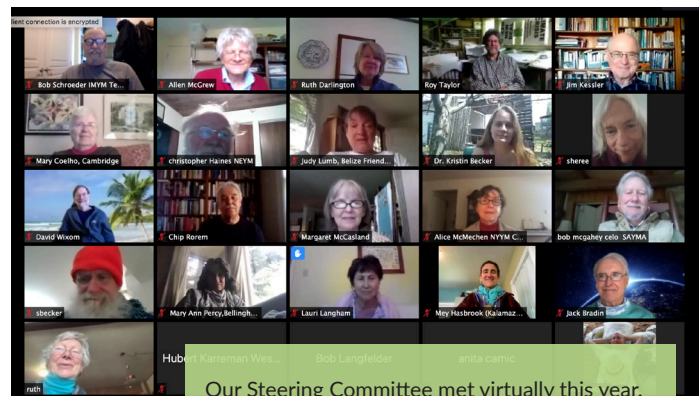 lient connection is encrypted
Bob Schroeder IMYM Te...
Allen McGrew
Ruth Darlington
Roy Taylor
Jim Kessler
Mary Coelho, Cambridge
christopher Haines NEYM
Judy Lumb, Belize Friend...
Dr. Kristin Becker
sheree
David Wixom
Chip Rorem
Margaret McCasland
Alice McMechen NYYM C...
bob mcgahey celo SAYMA
sbecker
Mary Ann Percy,Bellingh...
Lauri Langham
Mey Hasbrook (Kalamaz...
Jack Bradin
ruth
Hubert Karreman Wes...
Bob Langfelder
anita camic
Our Steering Committee met virtually this year.